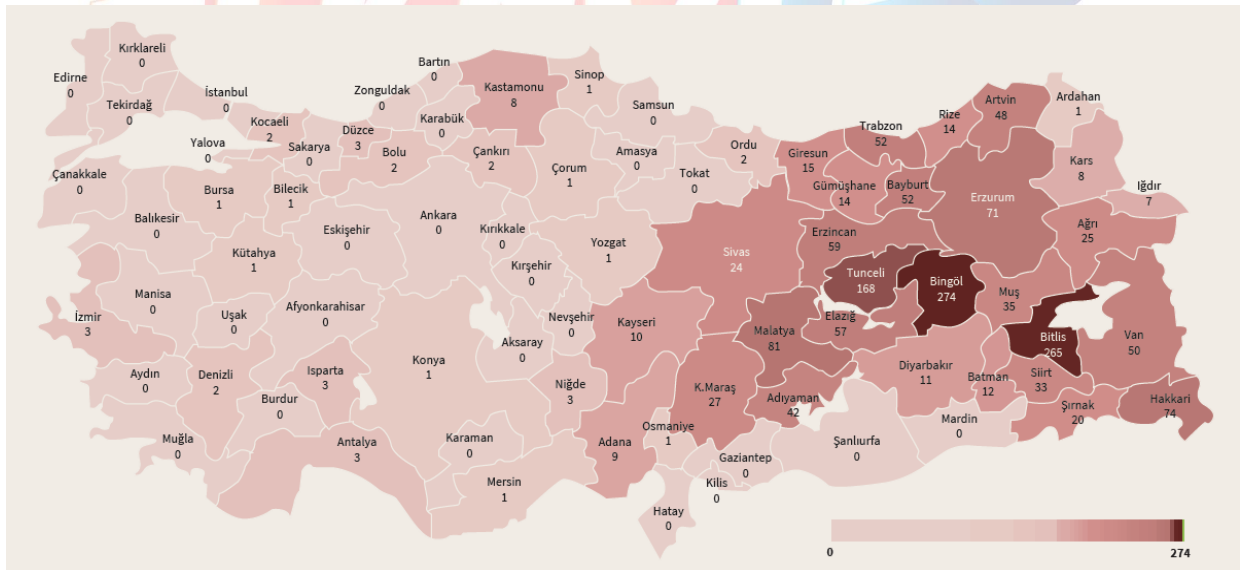 Kırklareli
0
Edirne
0
Tekirdağ
0
İstanbul
0
Kocaeli
2
Yalova
0
Sakarya
0
Düzce
3
Zonguldak
0
Bartın
0
Karabük
0
Bolu
2
Kastamonu
8
Çankırı
2
Sinop
1
Samsun
0
Çorum
1
Amasya
0
Tokat
0
Ordu
2
Giresun
15
Trabzon
52
Gümüşhane
14
Bayburt
52
Rize
14
Artvin
48
Ardahan
1
Kars
8
Iğdır
7
Erzurum
71
Ağrı
25
Çanakkale
0
Balıkesir
0
Bursa
1
Bilecik
1
Kütahya
1
Eskişehir
0
Ankara
0
Kırıkkale
0
Kırşehir
0
Yozgat
1
Sivas
24
Erzincan
59
Tunceli
168
Bingöl
274
Muş
35
Bitlis
265
Van
50
İzmir
3
Manisa
0
Uşak
0
Afyonkarahisar
0
Konya
1
Aksaray
0
Nevşehir
0
Kayseri
10
Malatya
81
Elazığ
57
Diyarbakır
11
Batman
12
Siirt
33
Şırnak
20
Hakkari
74
Aydın
0
Denizli
2
Burdur
0
Isparta
3
Niğde
3
K.Maraş
27
Adıyaman
42
Mardin
0
Şanlıurfa
0
Muğla
0
Antalya
3
Karaman
0
Mersin
1
Adana
9
Osmaniye
1
Gaziantep
0
Kilis
0
Hatay
0
0 274